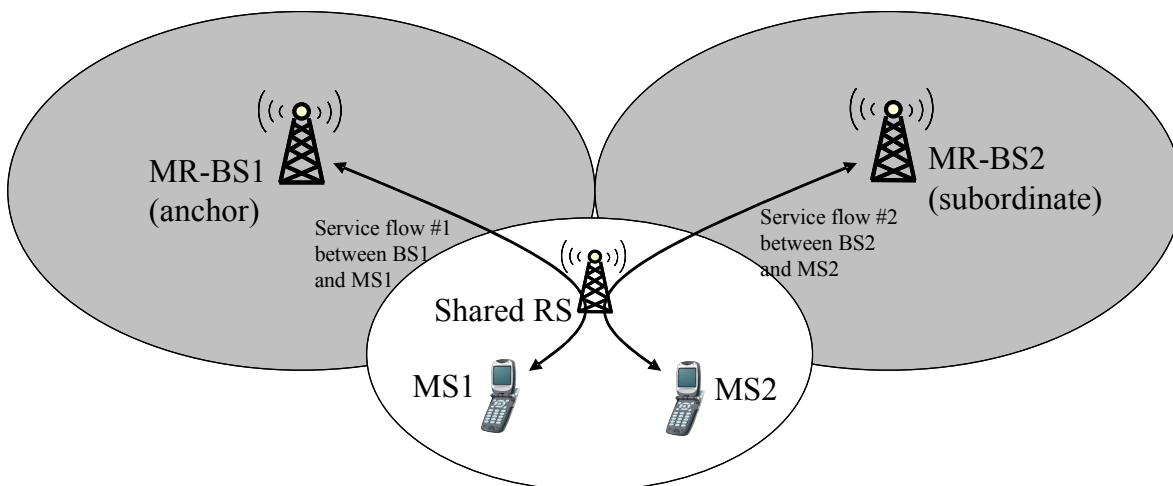 MR-BS1
(anchor)
MR-BS2
(subordinate)
Service flow #1
between BS1
and MS1
Service flow #2
between BS2
and MS2
Shared RS
MS1
MS2